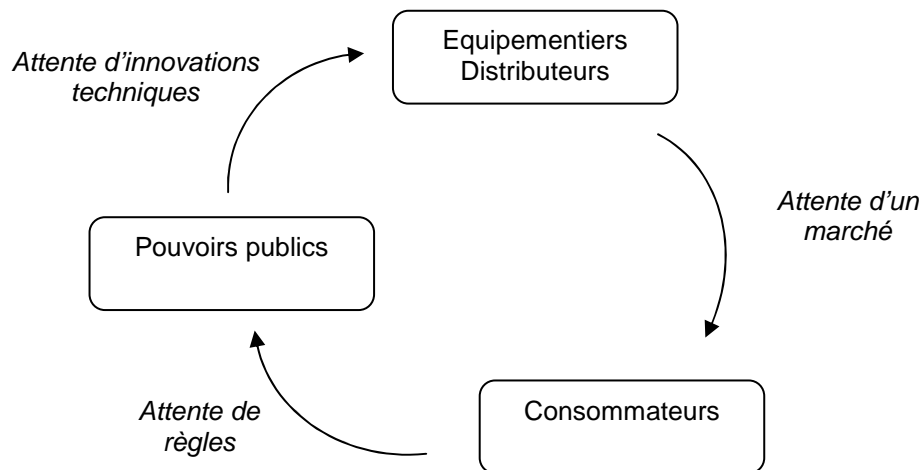 Equipementiers
Distributeurs
Attente d'innovations
techniques
Attente d'un
marché
Pouvoirs publics
Consommateurs
Attente de
règles